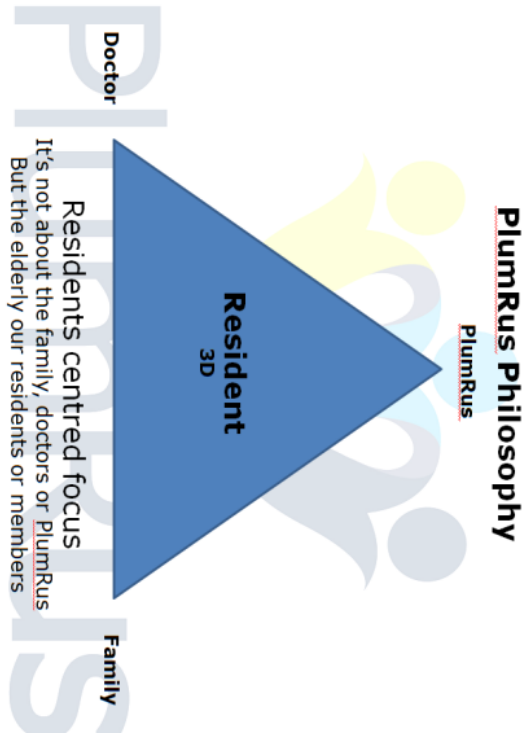 PlumRus Philosophy
PlumRus
Resident
3D
Doctor
Family
Residents centred focus
It's not about the family, doctors or PlumRus
But the elderly our residents or members
PlumRus